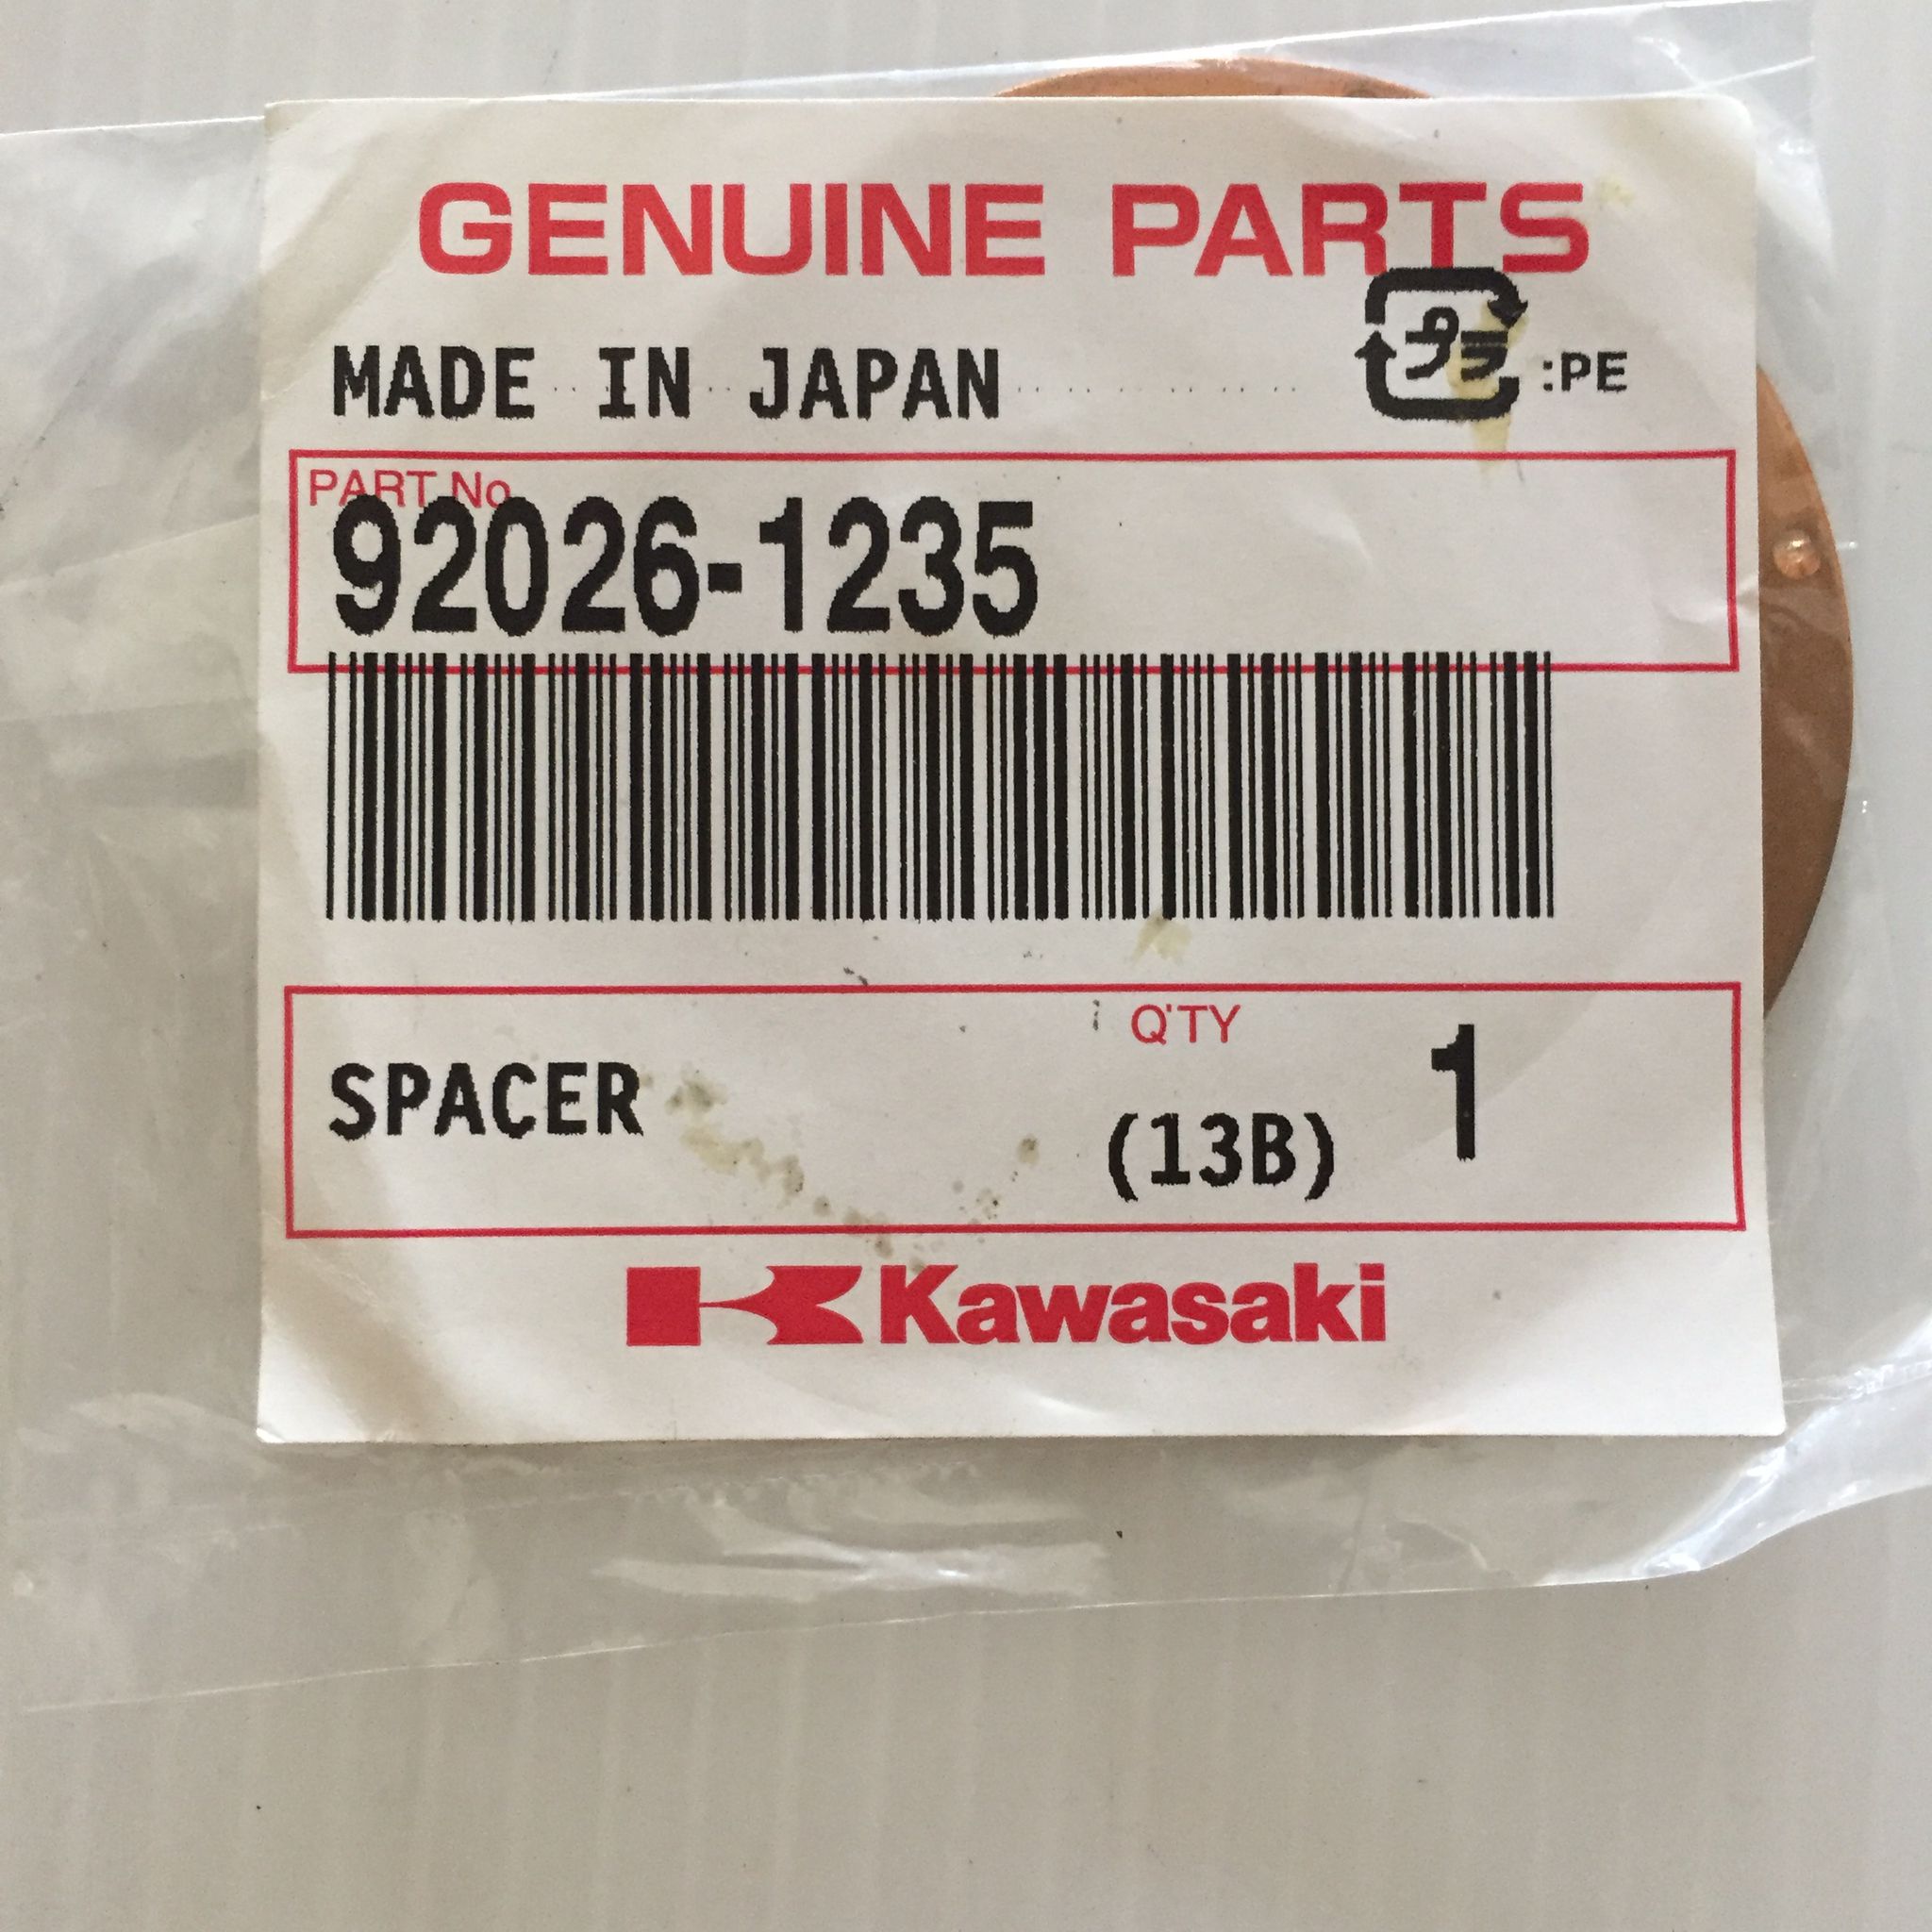 GENUINE PARTS
MADE IN JAPAN
プラ :PE
PART No.
92026-1235
Q'TY
SPACER (13B) 1
Kawasaki